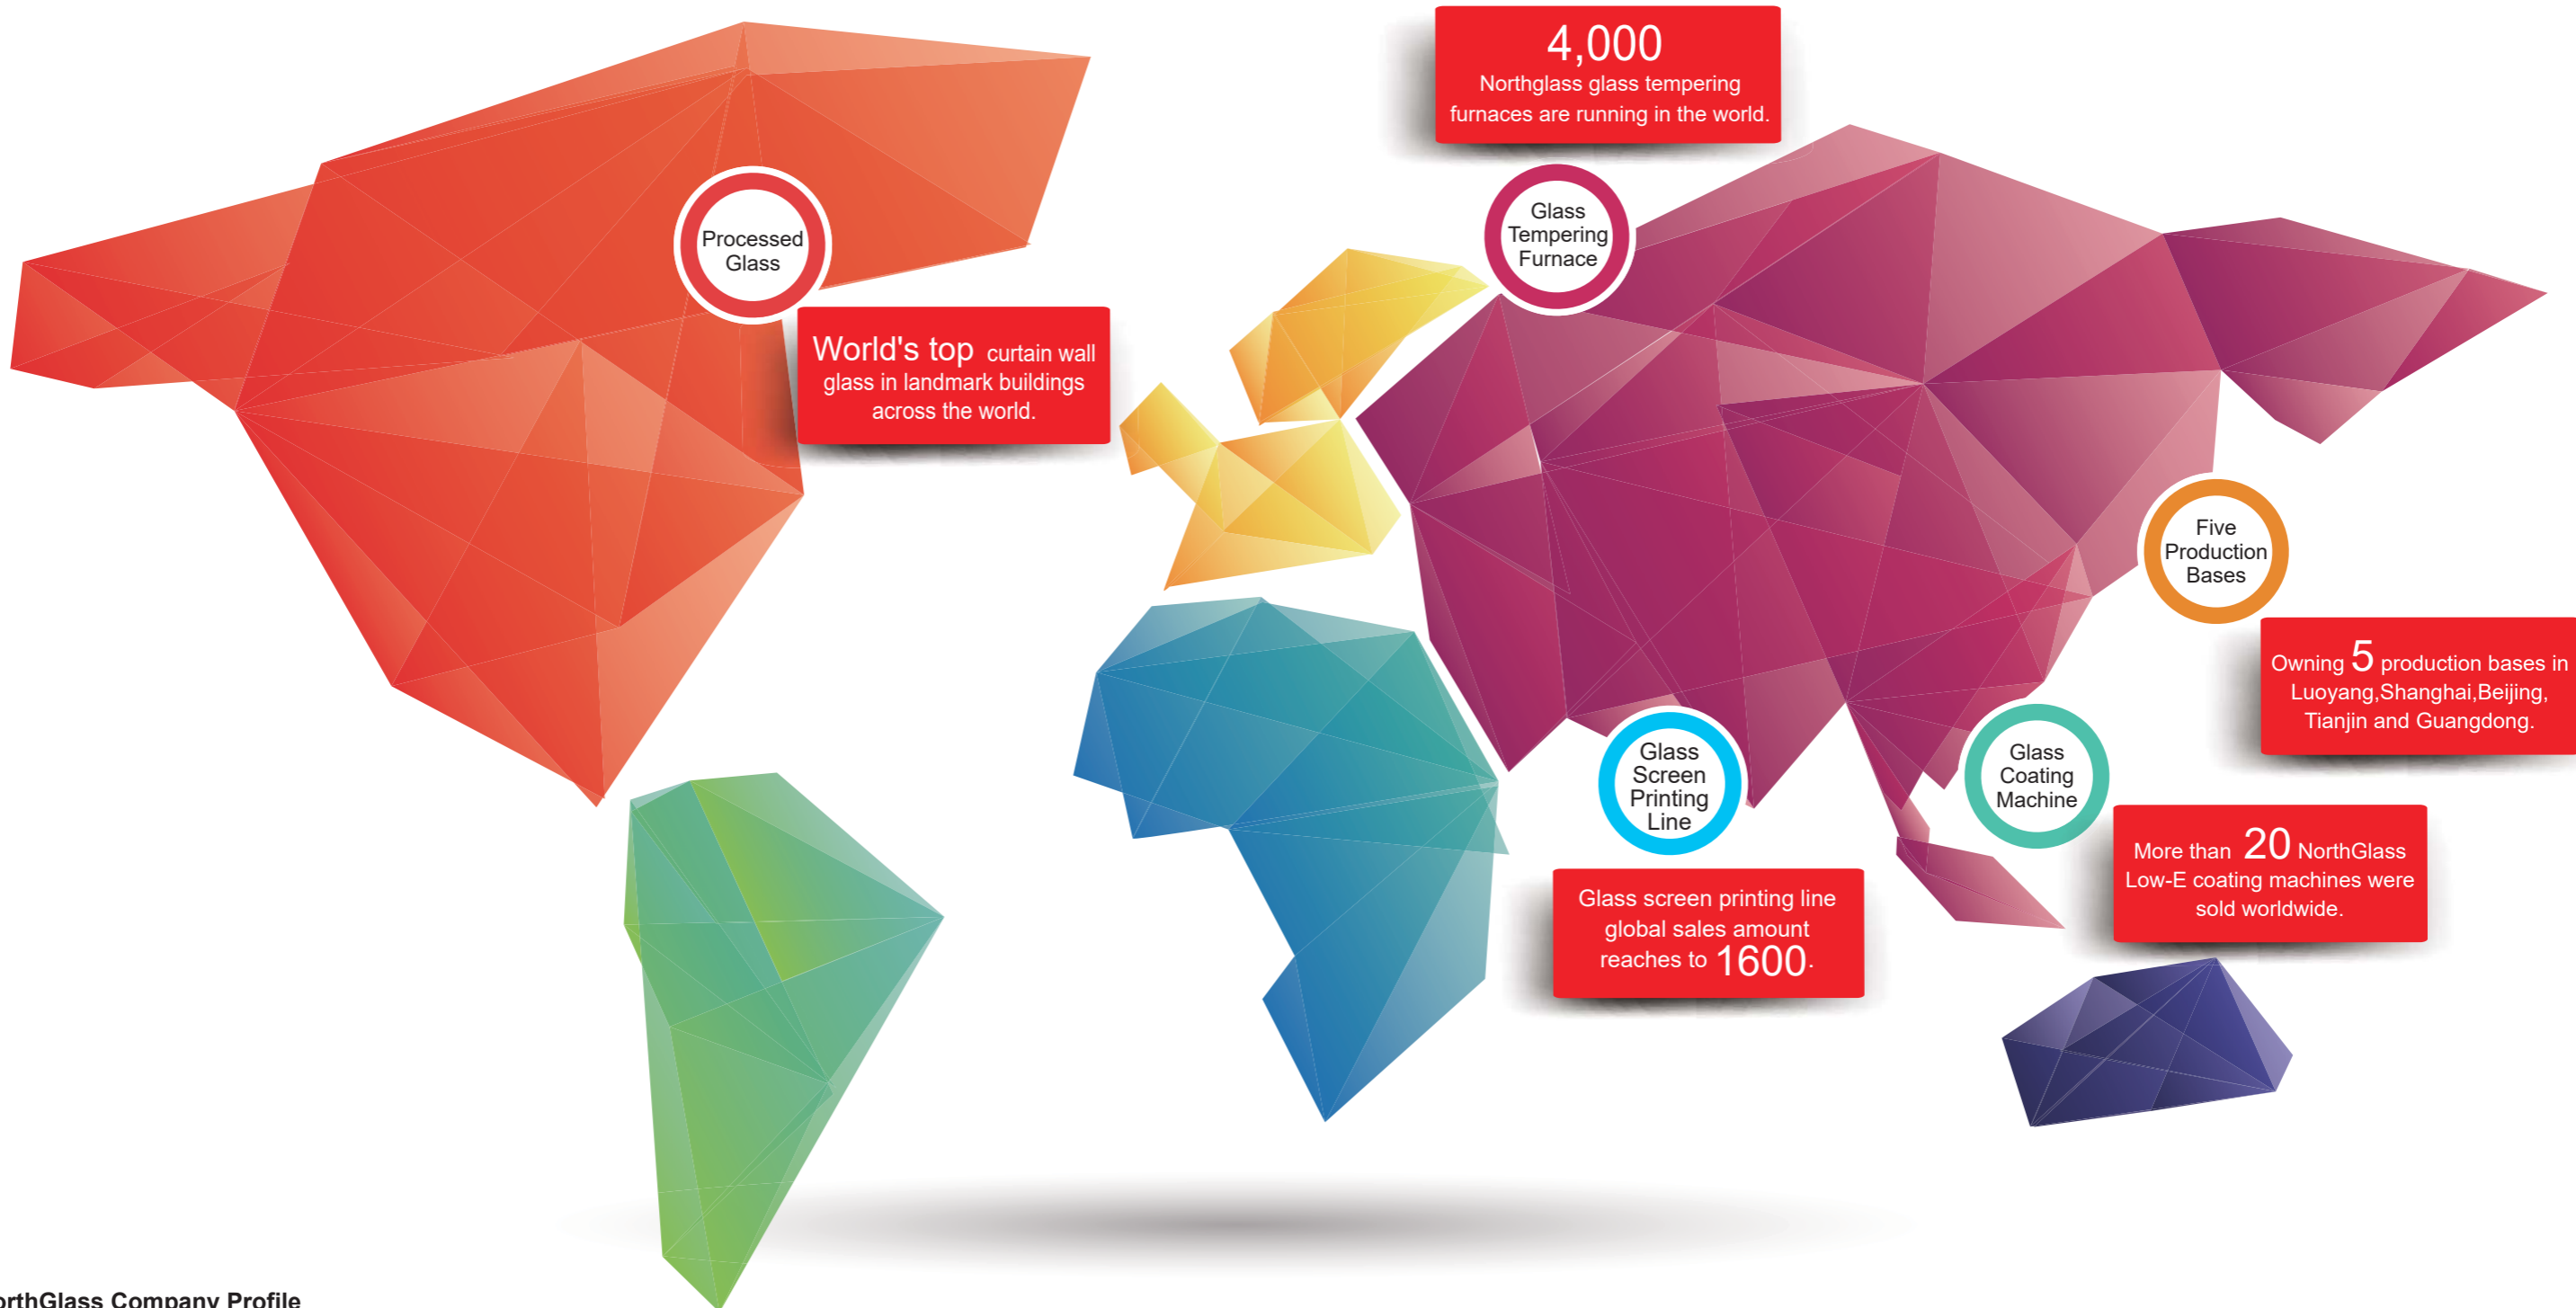 4,000
Northglass glass tempering
furnaces are running in the world.
Glass
Tempering
Furnace
Processed
Glass
World's top curtain wall
glass in landmark buildings
across the world.
Five
Production
Bases
Owning 5 production bases in
Luoyang,Shanghai,Beijing,
Tianjin and Guangdong.
Glass
Screen
Printing
Line
Glass
Coating
Machine
More than 20 NorthGlass
Low-E coating machines were
sold worldwide.
Glass screen printing line
global sales amount
reaches to 1600.
orthGlass Company Profile